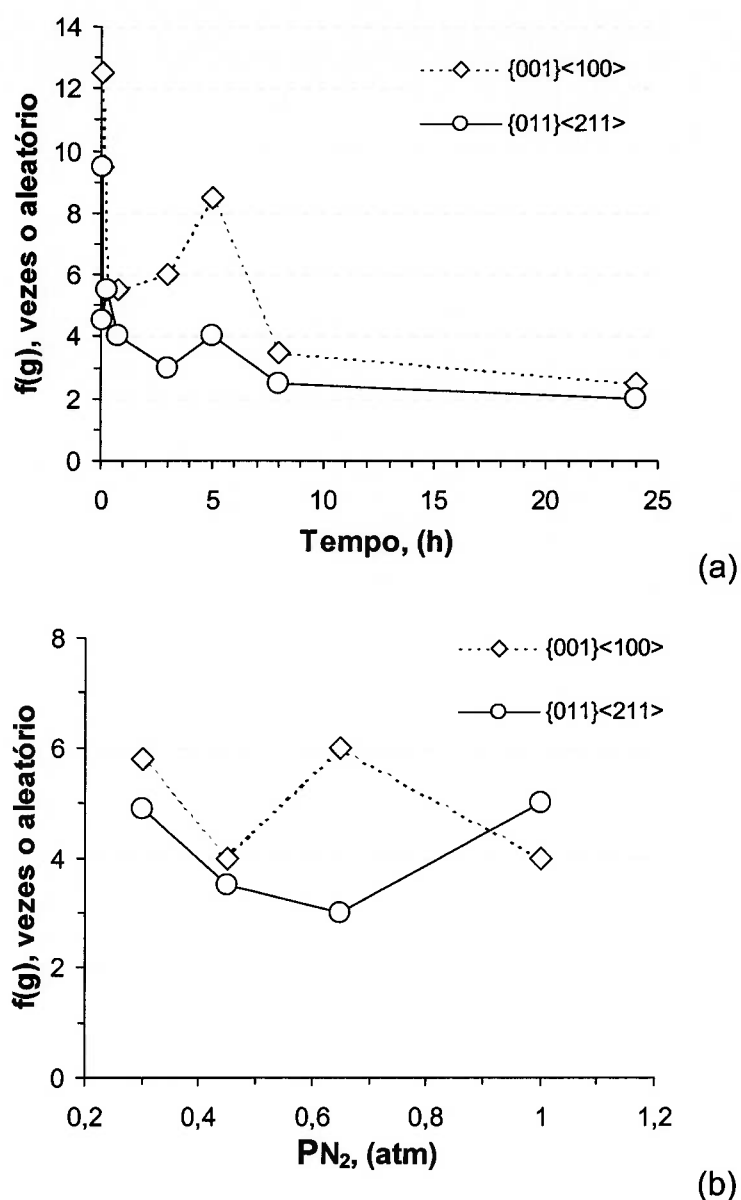 14
12
10
8
6
4
2
0
f(g), vezes o aleatório
{001}<100>
{011}<211>
0 5 10 15 20 25
Tempo, (h)
(a)
8
6
4
2
0
f(g), vezes o aleatório
{001}<100>
{011}<211>
0,2 0,4 0,6 0,8 1 1,2
PN₂, (atm)
(b)